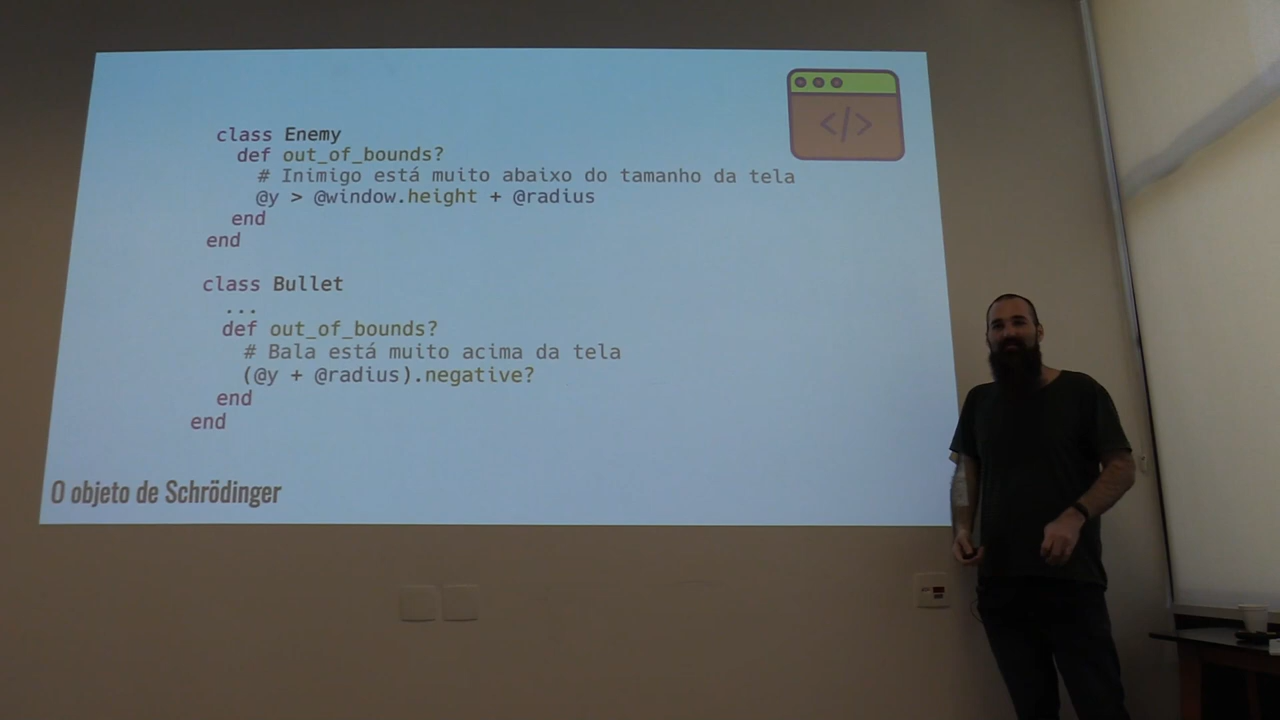 </>
class Enemy
def out_of_bounds?
# Inimigo está muito abaixo do tamanho da tela
@y > @window.height + @radius
end
end
class Bullet
...
def out_of_bounds?
# Bala está muito acima da tela
(@y + @radius).negative?
end
end
O objeto de Schrödinger